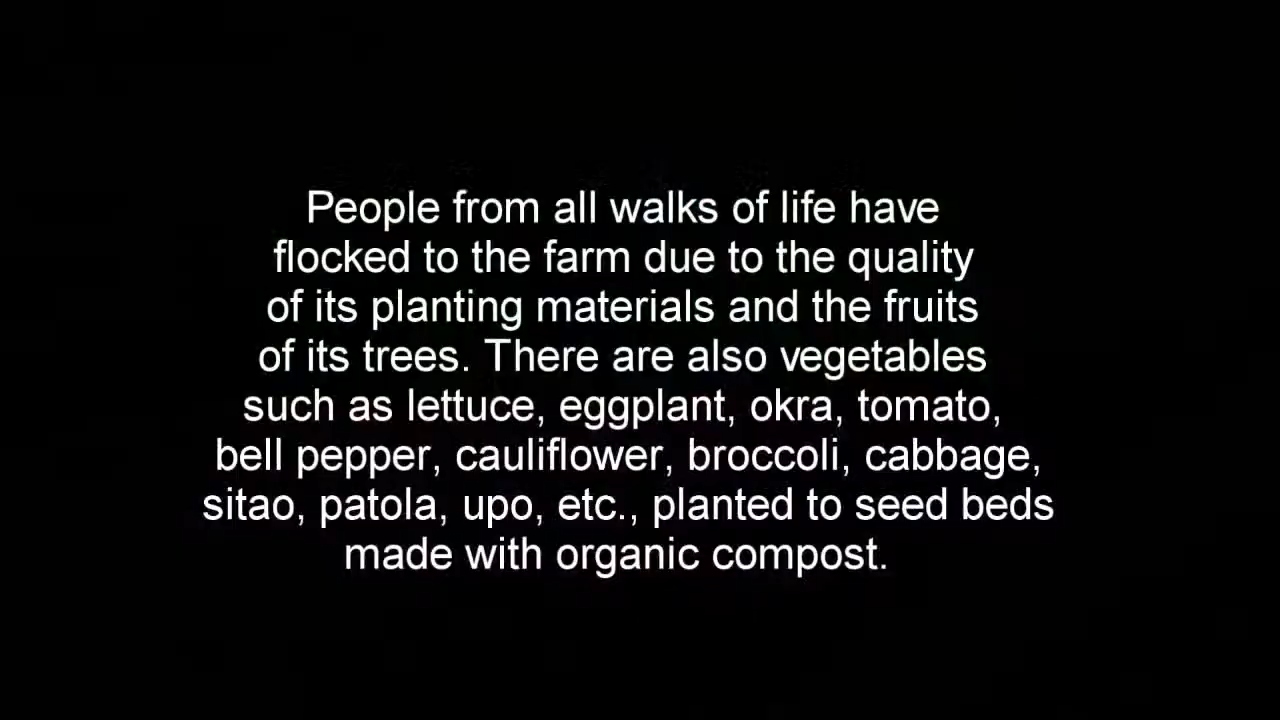 People from all walks of life have
flocked to the farm due to the quality
of its planting materials and the fruits
of its trees. There are also vegetables
such as lettuce, eggplant, okra, tomato,
bell pepper, cauliflower, broccoli, cabbage,
sitao, patola, upo, etc., planted to seed beds
made with organic compost.